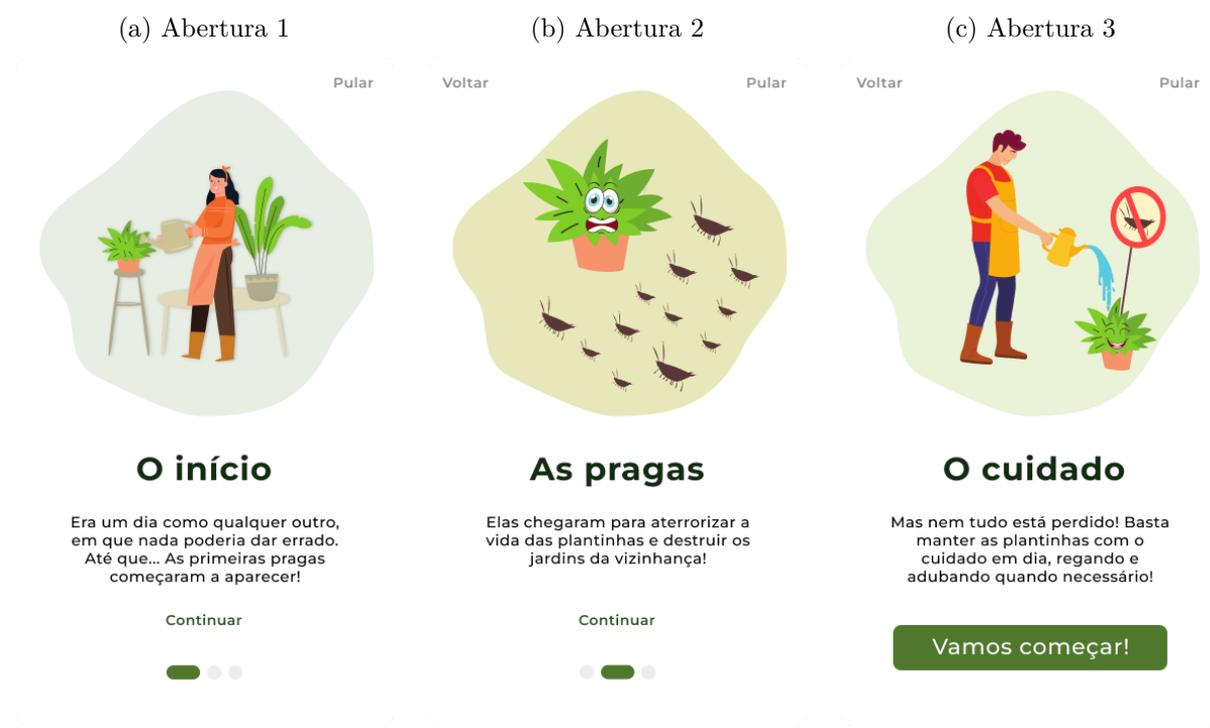 (a) Abertura 1
Pular
O início
Era um dia como qualquer outro,
em que nada poderia dar errado.
Até que... As primeiras pragas
começaram a aparecer!
Continuar
(b) Abertura 2
Voltar
Pular
As pragas
Elas chegaram para aterrorizar a
vida das plantinhas e destruir os
jardins da vizinhança!
Continuar
(c) Abertura 3
Voltar
Pular
O cuidado
Mas nem tudo está perdido! Basta
manter as plantinhas com o
cuidado em dia, regando e
adubando quando necessário!
Vamos começar!